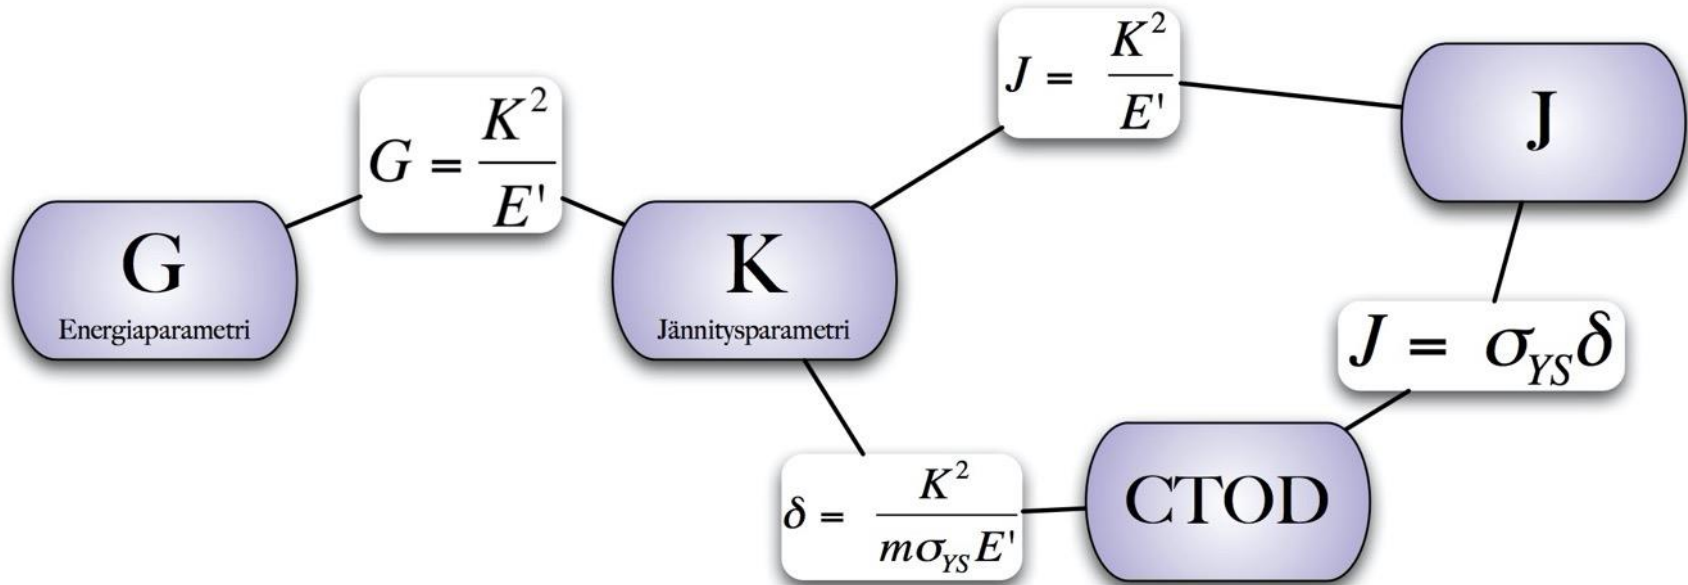 G = K² / E'
G
Energiaparametri
K
Jännitysparametri
J = K² / E'
J
J = σ_YS δ
δ = K² / mσ_YS E'
CTOD